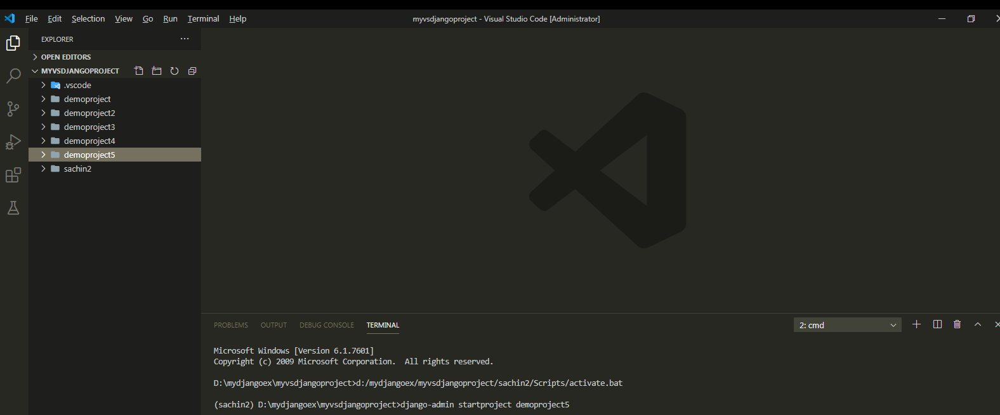 File Edit Selection View Go Run Terminal Help myvsdjangoproject - Visual Studio Code [Administrator]
EXPLORER
OPEN EDITORS
MYVSDJANGOPROJECT
.vscode
demoproject
demoproject2
demoproject3
demoproject4
demoproject5
sachin2
PROBLEMS OUTPUT DEBUG CONSOLE TERMINAL 2: cmd
Microsoft Windows [Version 6.1.7601]
Copyright (c) 2009 Microsoft Corporation.  All rights reserved.
D:\mydjangoex\myvsdjangoproject>d:/mydjangoex/myvsdjangoproject/sachin2/Scripts/activate.bat
(sachin2) D:\mydjangoex\myvsdjangoproject>django-admin startproject demoproject5